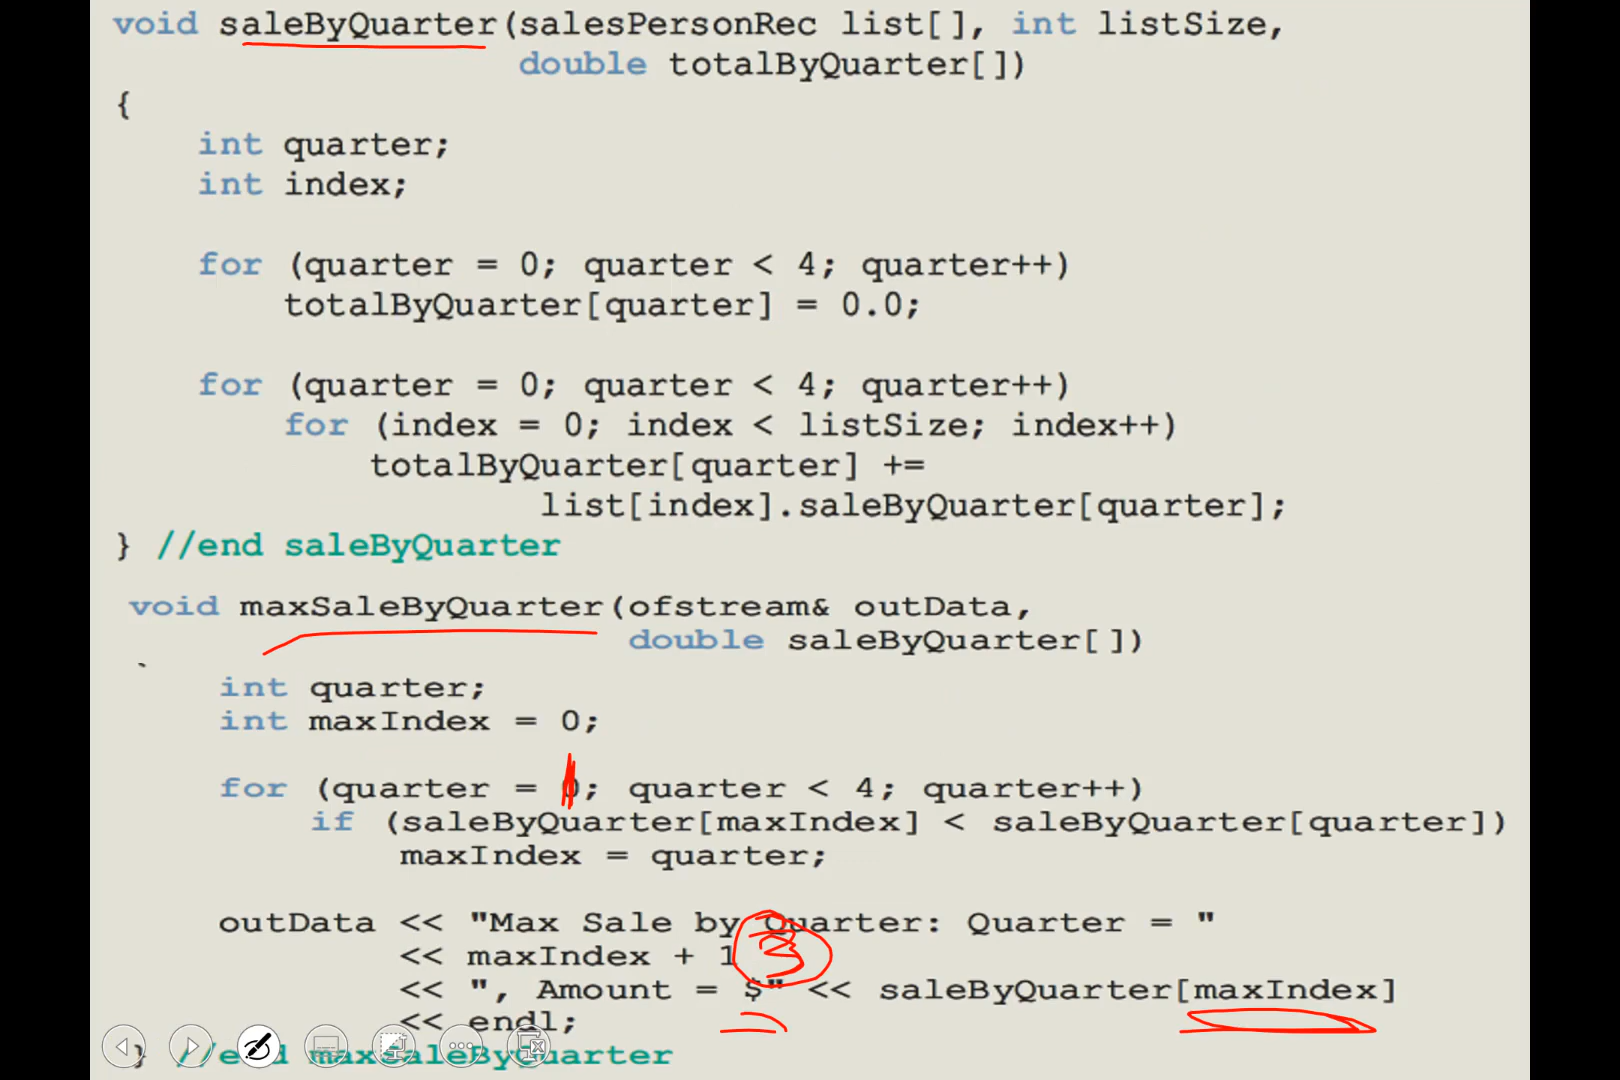 void saleByQuarter(salesPersonRec list[], int listSize,
double totalByQuarter[])
{
int quarter;
int index;
for (quarter = 0; quarter < 4; quarter++)
totalByQuarter[quarter] = 0.0;
for (quarter = 0; quarter < 4; quarter++)
for (index = 0; index < listSize; index++)
totalByQuarter[quarter] +=
list[index].saleByQuarter[quarter];
} //end saleByQuarter
void maxSaleByQuarter(ofstream& outData,
double saleByQuarter[])
int quarter;
int maxIndex = 0;
for (quarter = 0; quarter < 4; quarter++)
if (saleByQuarter[maxIndex] < saleByQuarter[quarter])
maxIndex = quarter;
outData << "Max Sale by Quarter: Quarter = "
<< maxIndex + 1 3
<< ", Amount = $" << saleByQuarter[maxIndex]
<< endl;
} //end maxSaleByQuarter